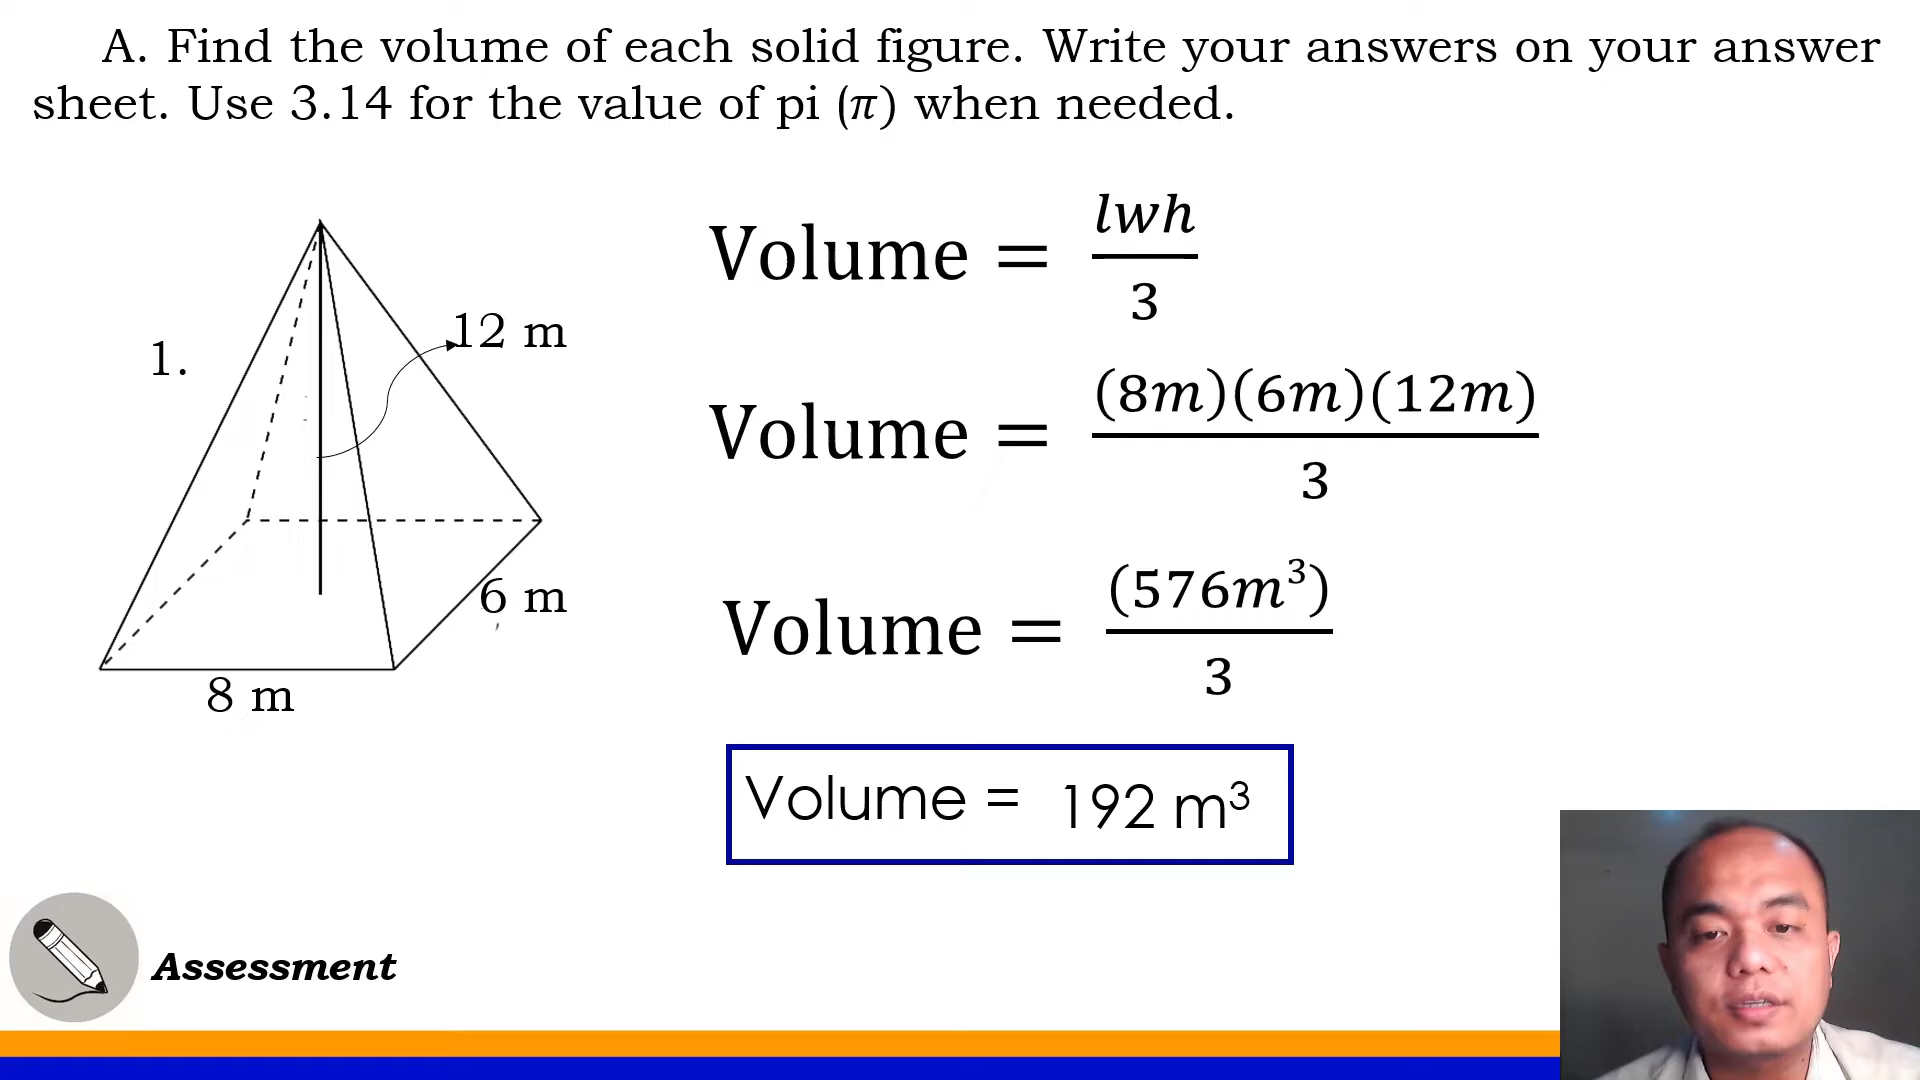 A. Find the volume of each solid figure. Write your answers on your answer
sheet. Use 3.14 for the value of pi (π) when needed.
1.
12 m
6 m
8 m
Volume = lwh/3
Volume = (8m)(6m)(12m)/3
Volume = (576m³)/3
Volume = 192 m³
Assessment